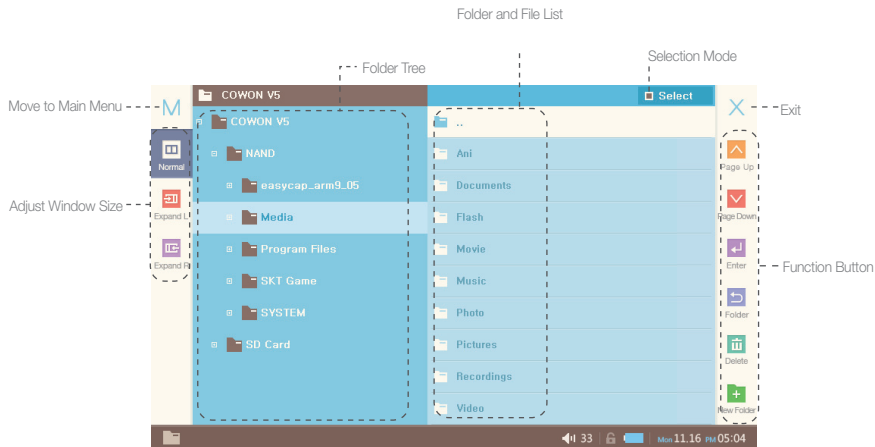 Folder and File List
Selection Mode
Folder Tree
COWON V5
Select
Move to Main Menu
M
X
Exit
COWON V5
..
Normal
NAND
Ani
Page Up
easycap_arm9_05
Documents
Adjust Window Size
Expand L
Media
Flash
Page Down
Expand R
Program Files
Movie
Enter
Function Button
SKT Game
Music
SYSTEM
Photo
Folder
SD Card
Pictures
Delete
Recordings
Video
New Folder
33 Mon 11.16 PM 05:04